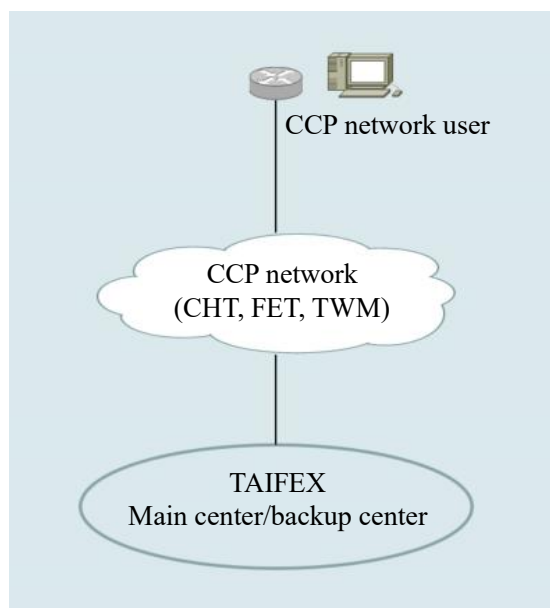 CCP network user
CCP network
(CHT, FET, TWM)
TAIFEX
Main center/backup center